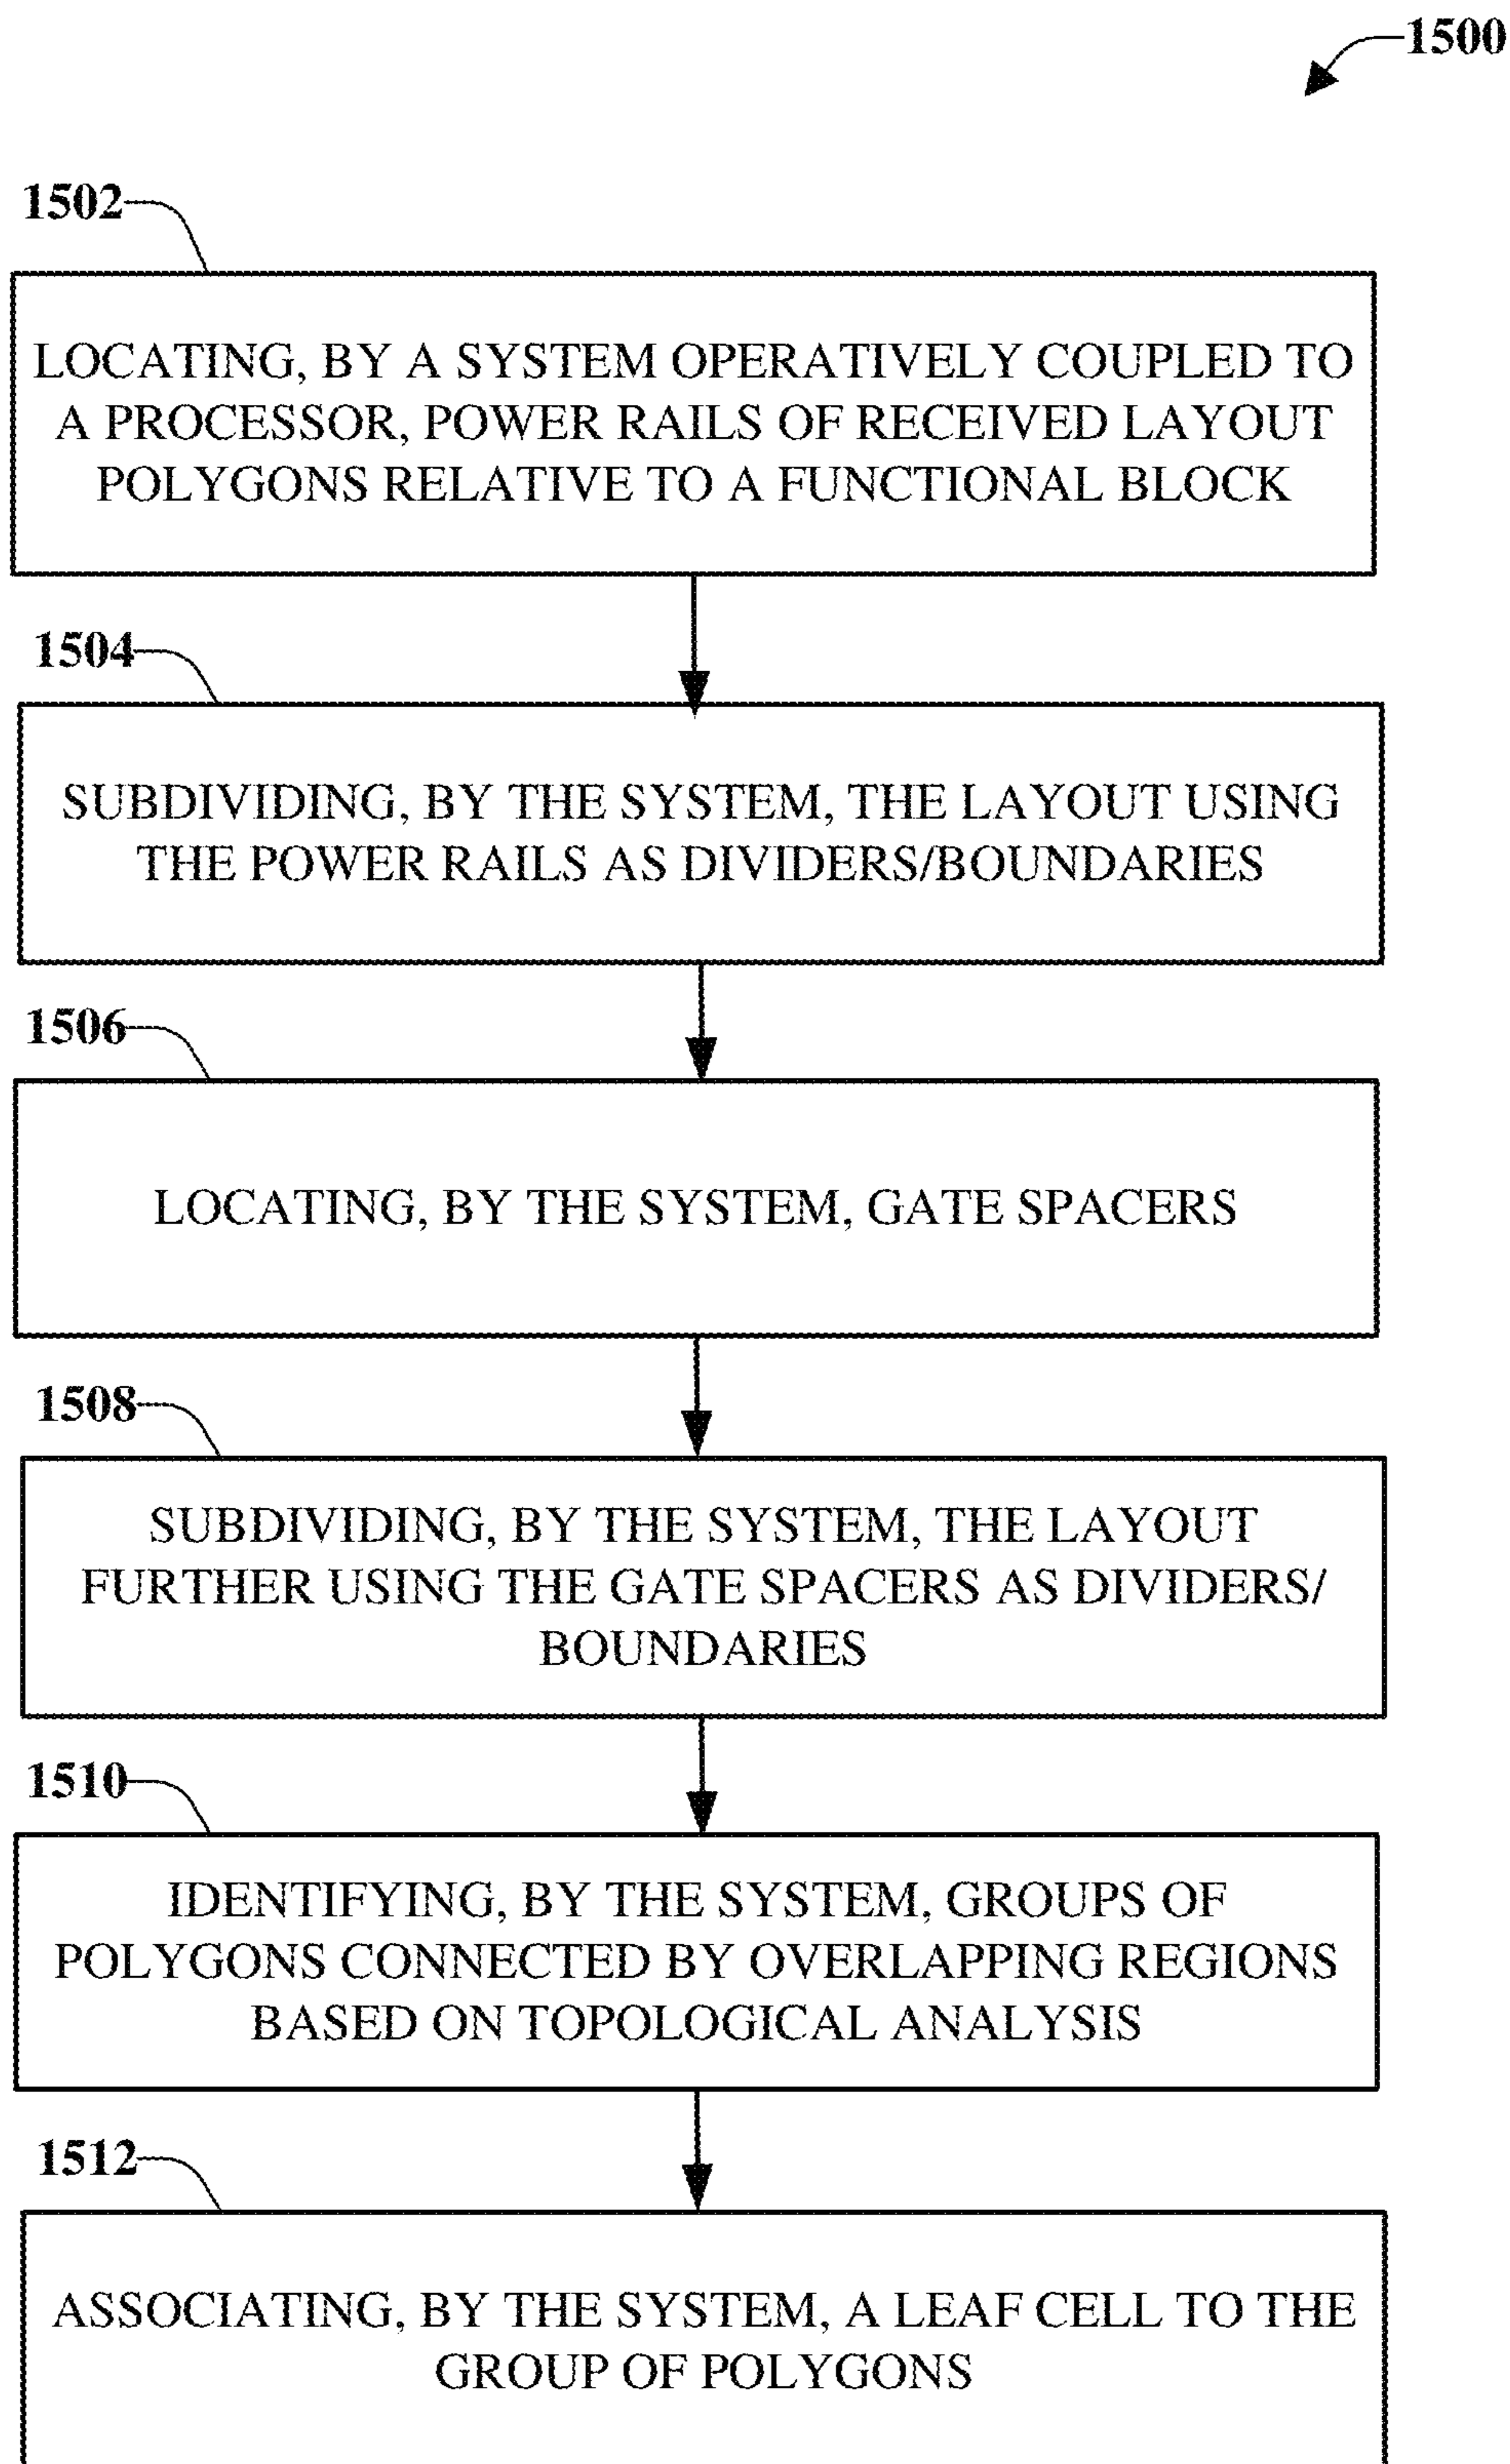 1500
1502
LOCATING, BY A SYSTEM OPERATIVELY COUPLED TO
A PROCESSOR, POWER RAILS OF RECEIVED LAYOUT
POLYGONS RELATIVE TO A FUNCTIONAL BLOCK
1504
SUBDIVIDING, BY THE SYSTEM, THE LAYOUT USING
THE POWER RAILS AS DIVIDERS/BOUNDARIES
1506
LOCATING, BY THE SYSTEM, GATE SPACERS
1508
SUBDIVIDING, BY THE SYSTEM, THE LAYOUT
FURTHER USING THE GATE SPACERS AS DIVIDERS/
BOUNDARIES
1510
IDENTIFYING, BY THE SYSTEM, GROUPS OF
POLYGONS CONNECTED BY OVERLAPPING REGIONS
BASED ON TOPOLOGICAL ANALYSIS
1512
ASSOCIATING, BY THE SYSTEM, A LEAF CELL TO THE
GROUP OF POLYGONS